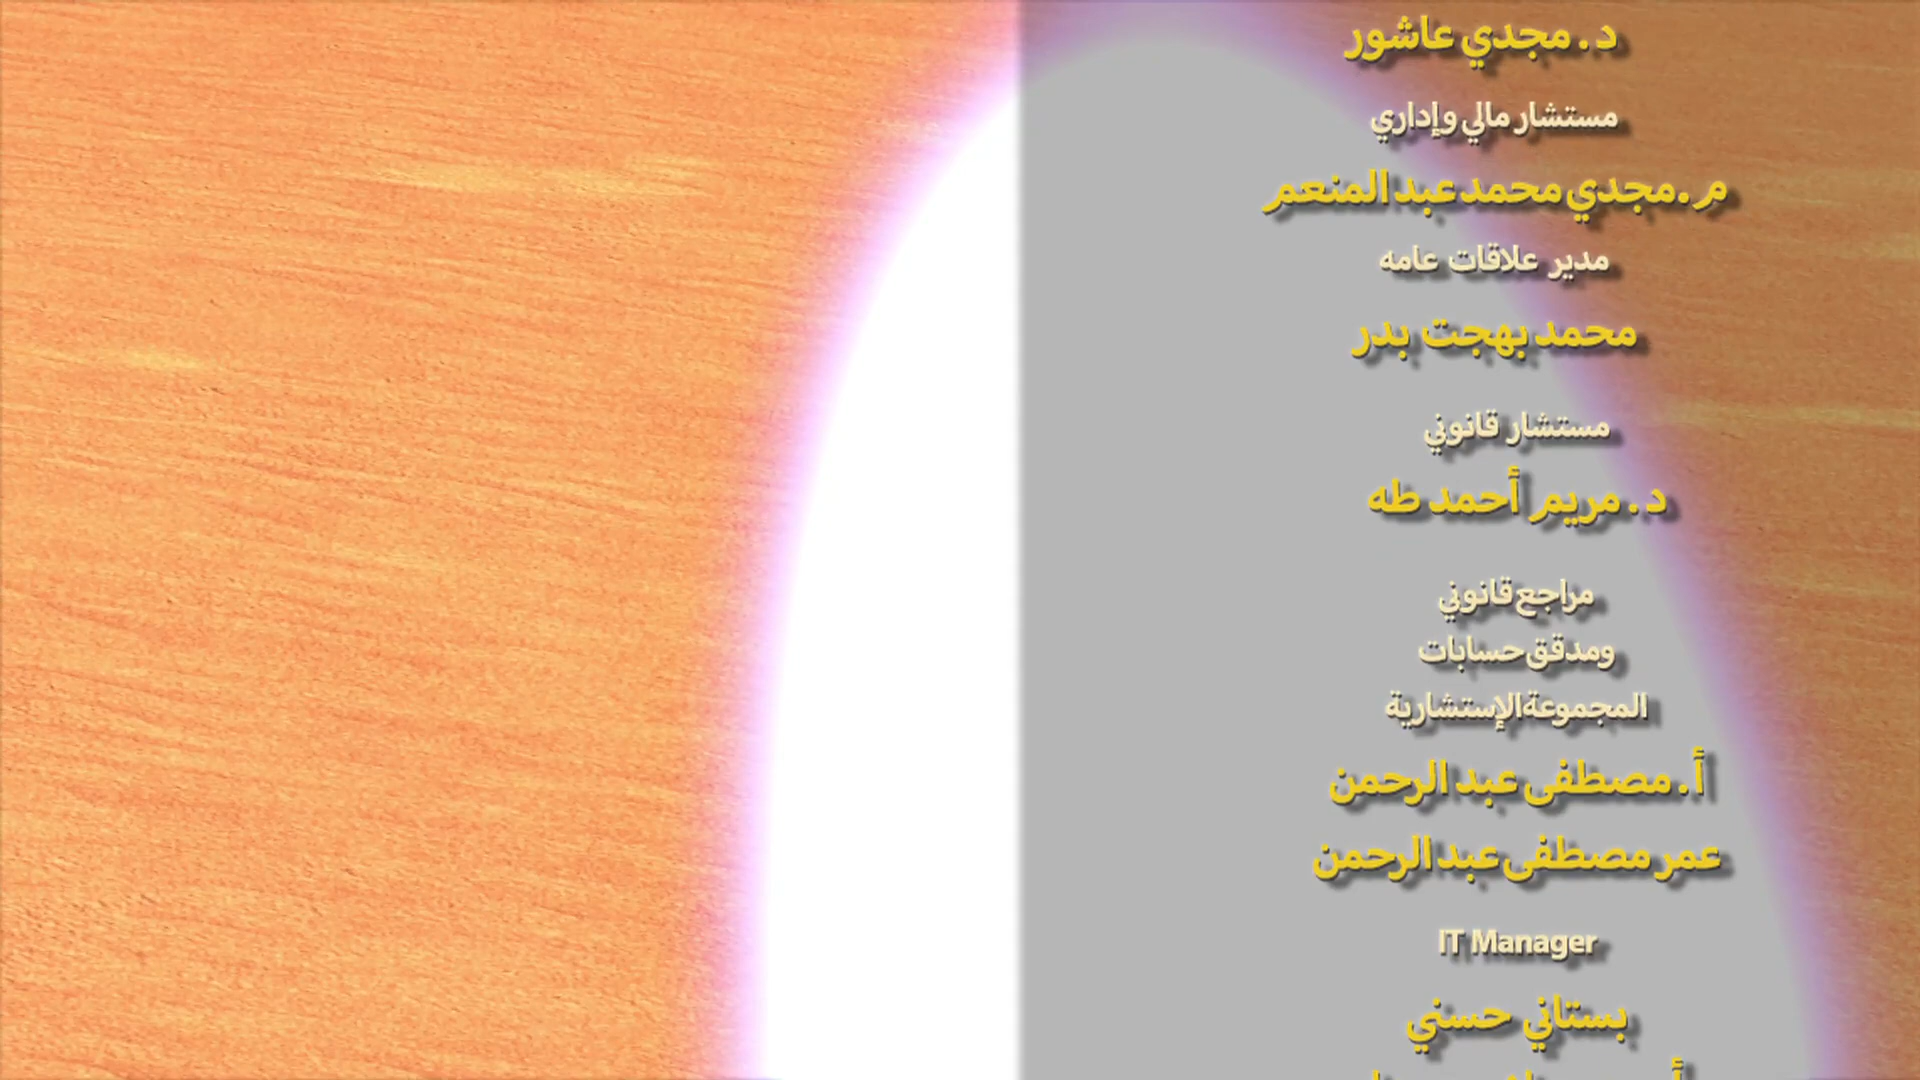 د. مجدي عاشور
مستشار مالي وإداري
م. مجدي محمد عبد المنعم
مدير علاقات عامه
محمد بهجت بدر
مستشار قانوني
د. مريم أحمد طه
مراجع قانوني
ومدقق حسابات
المجموعة الإستشارية
أ. مصطفى عبد الرحمن
عمر مصطفى عبد الرحمن
IT Manager
بستاني حسني